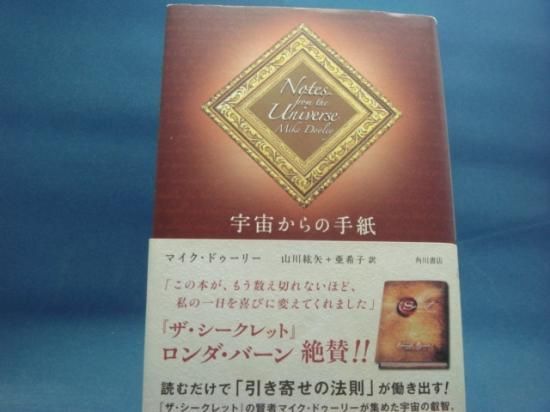 Notes
from the
Universe
Mike Dooley
宇宙からの手紙
マイク・ドゥーリー 山川紘矢+亜希子 訳 角川書店
「この本が、もう数え切れないほど、
私の一日を喜びに変えてくれました」
『ザ・シークレット』
ロンダ・バーン 絶賛!!
読むだけで「引き寄せの法則」が働き出す!
『ザ・シークレット』の賢者マイク・ドゥーリーが集めた宇宙の叡智。